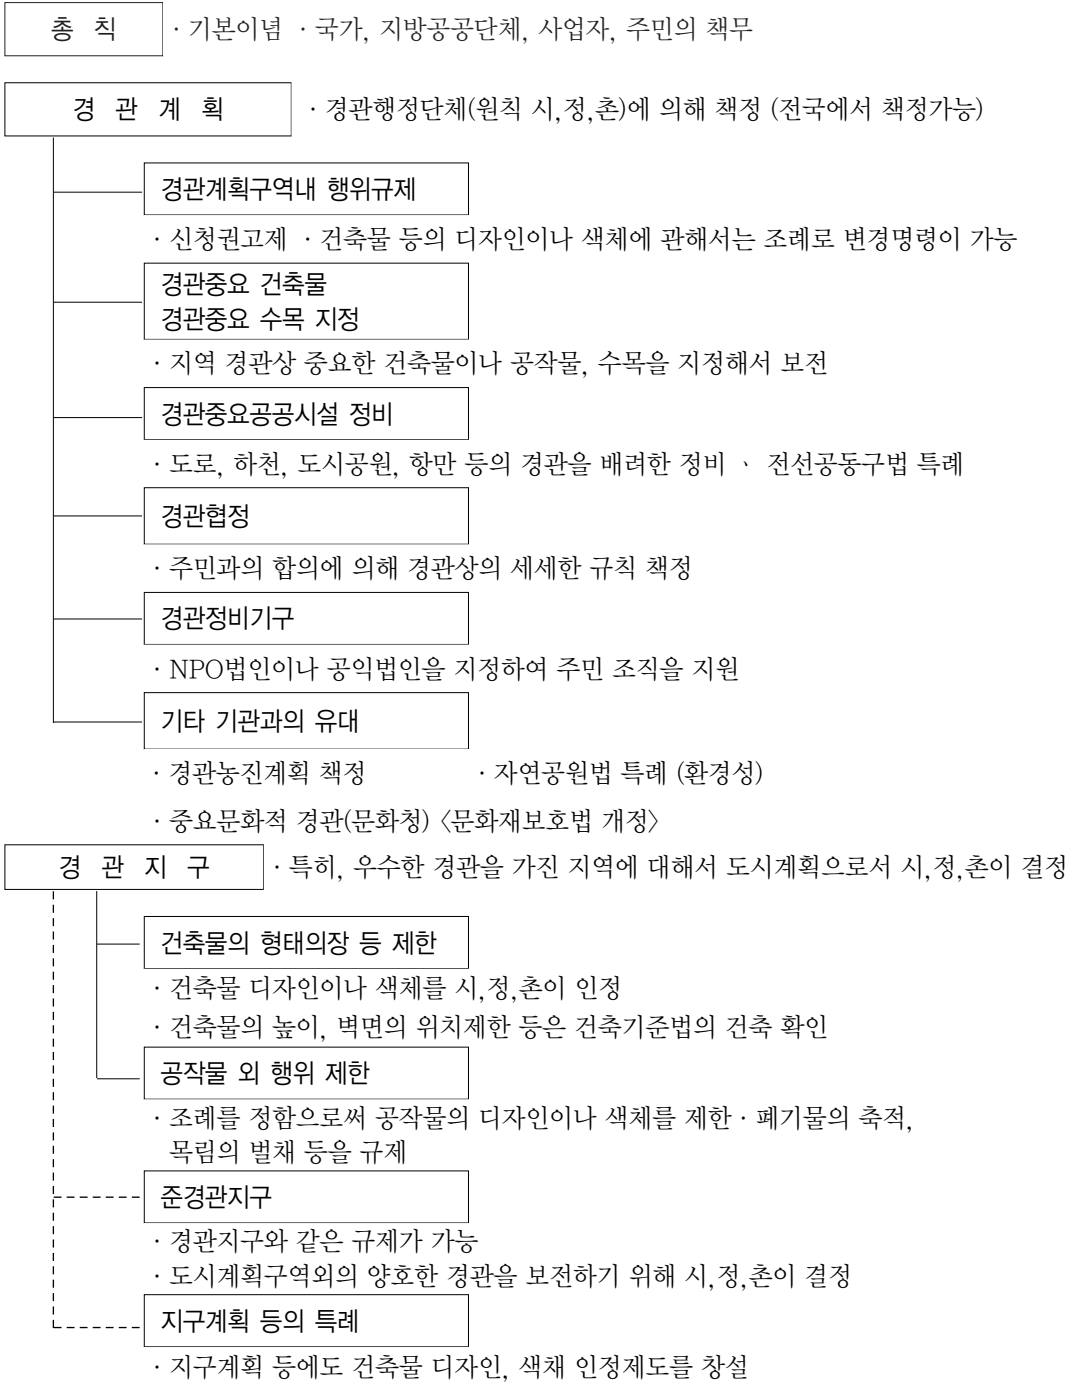 총 칙 · 기본이념 · 국가, 지방공공단체, 사업자, 주민의 책무
경 관 계 획 · 경관행정단체(원칙 시,정,촌)에 의해 책정 (전국에서 책정가능)
경관계획구역내 행위규제
· 신청권고제 · 건축물 등의 디자인이나 색체에 관해서는 조례로 변경명령이 가능
경관중요 건축물
경관중요 수목 지정
· 지역 경관상 중요한 건축물이나 공작물, 수목을 지정해서 보전
경관중요공공시설 정비
· 도로, 하천, 도시공원, 항만 등의 경관을 배려한 정비 、 전선공동구법 특례
경관협정
· 주민과의 합의에 의해 경관상의 세세한 규칙 책정
경관정비기구
· NPO법인이나 공익법인을 지정하여 주민 조직을 지원
기타 기관과의 유대
· 경관농진계획 책정 · 자연공원법 특례 (환경성)
· 중요문화적 경관(문화청) 〈문화재보호법 개정〉
경 관 지 구 · 특히, 우수한 경관을 가진 지역에 대해서 도시계획으로서 시,정,촌이 결정
건축물의 형태의장 등 제한
· 건축물 디자인이나 색체를 시,정,촌이 인정
· 건축물의 높이, 벽면의 위치제한 등은 건축기준법의 건축 확인
공작물 외 행위 제한
· 조례를 정함으로써 공작물의 디자인이나 색체를 제한 · 폐기물의 축적,
목림의 벌채 등을 규제
준경관지구
· 경관지구와 같은 규제가 가능
· 도시계획구역외의 양호한 경관을 보전하기 위해 시,정,촌이 결정
지구계획 등의 특례
· 지구계획 등에도 건축물 디자인, 색채 인정제도를 창설